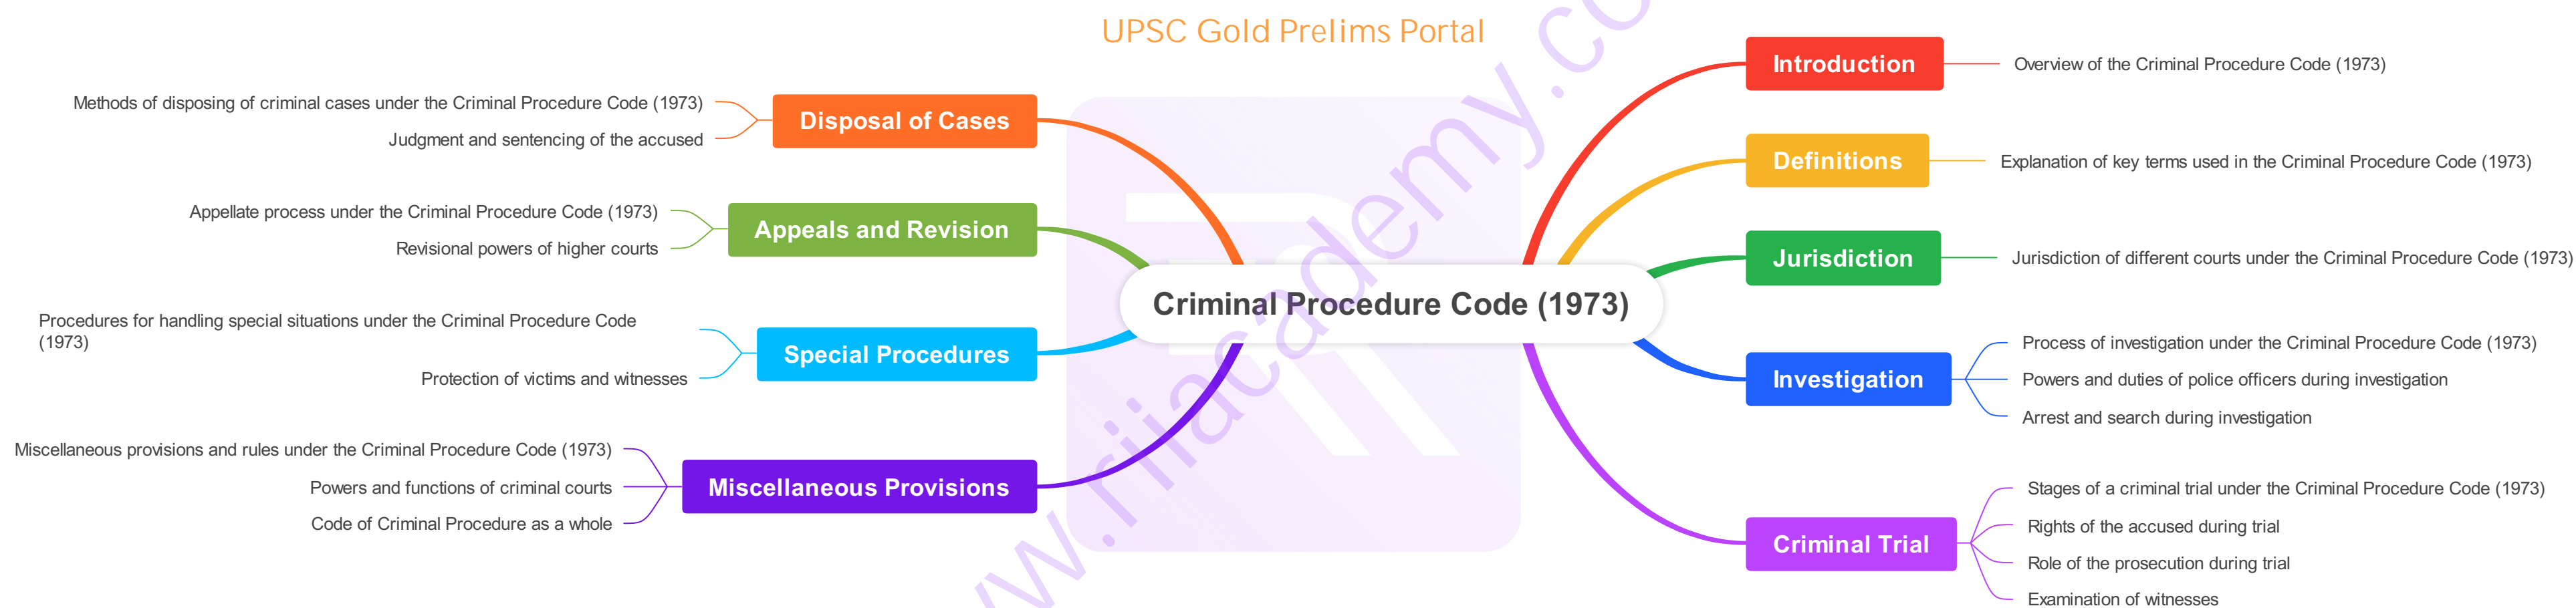 UPSC Gold Prelims Portal
Criminal Procedure Code (1973)
Introduction
Overview of the Criminal Procedure Code (1973)
Definitions
Explanation of key terms used in the Criminal Procedure Code (1973)
Jurisdiction
Jurisdiction of different courts under the Criminal Procedure Code (1973)
Investigation
Process of investigation under the Criminal Procedure Code (1973)
Powers and duties of police officers during investigation
Arrest and search during investigation
Criminal Trial
Stages of a criminal trial under the Criminal Procedure Code (1973)
Rights of the accused during trial
Role of the prosecution during trial
Examination of witnesses
Disposal of Cases
Methods of disposing of criminal cases under the Criminal Procedure Code (1973)
Judgment and sentencing of the accused
Appeals and Revision
Appellate process under the Criminal Procedure Code (1973)
Revisional powers of higher courts
Special Procedures
Procedures for handling special situations under the Criminal Procedure Code
(1973)
Protection of victims and witnesses
Miscellaneous Provisions
Miscellaneous provisions and rules under the Criminal Procedure Code (1973)
Powers and functions of criminal courts
Code of Criminal Procedure as a whole